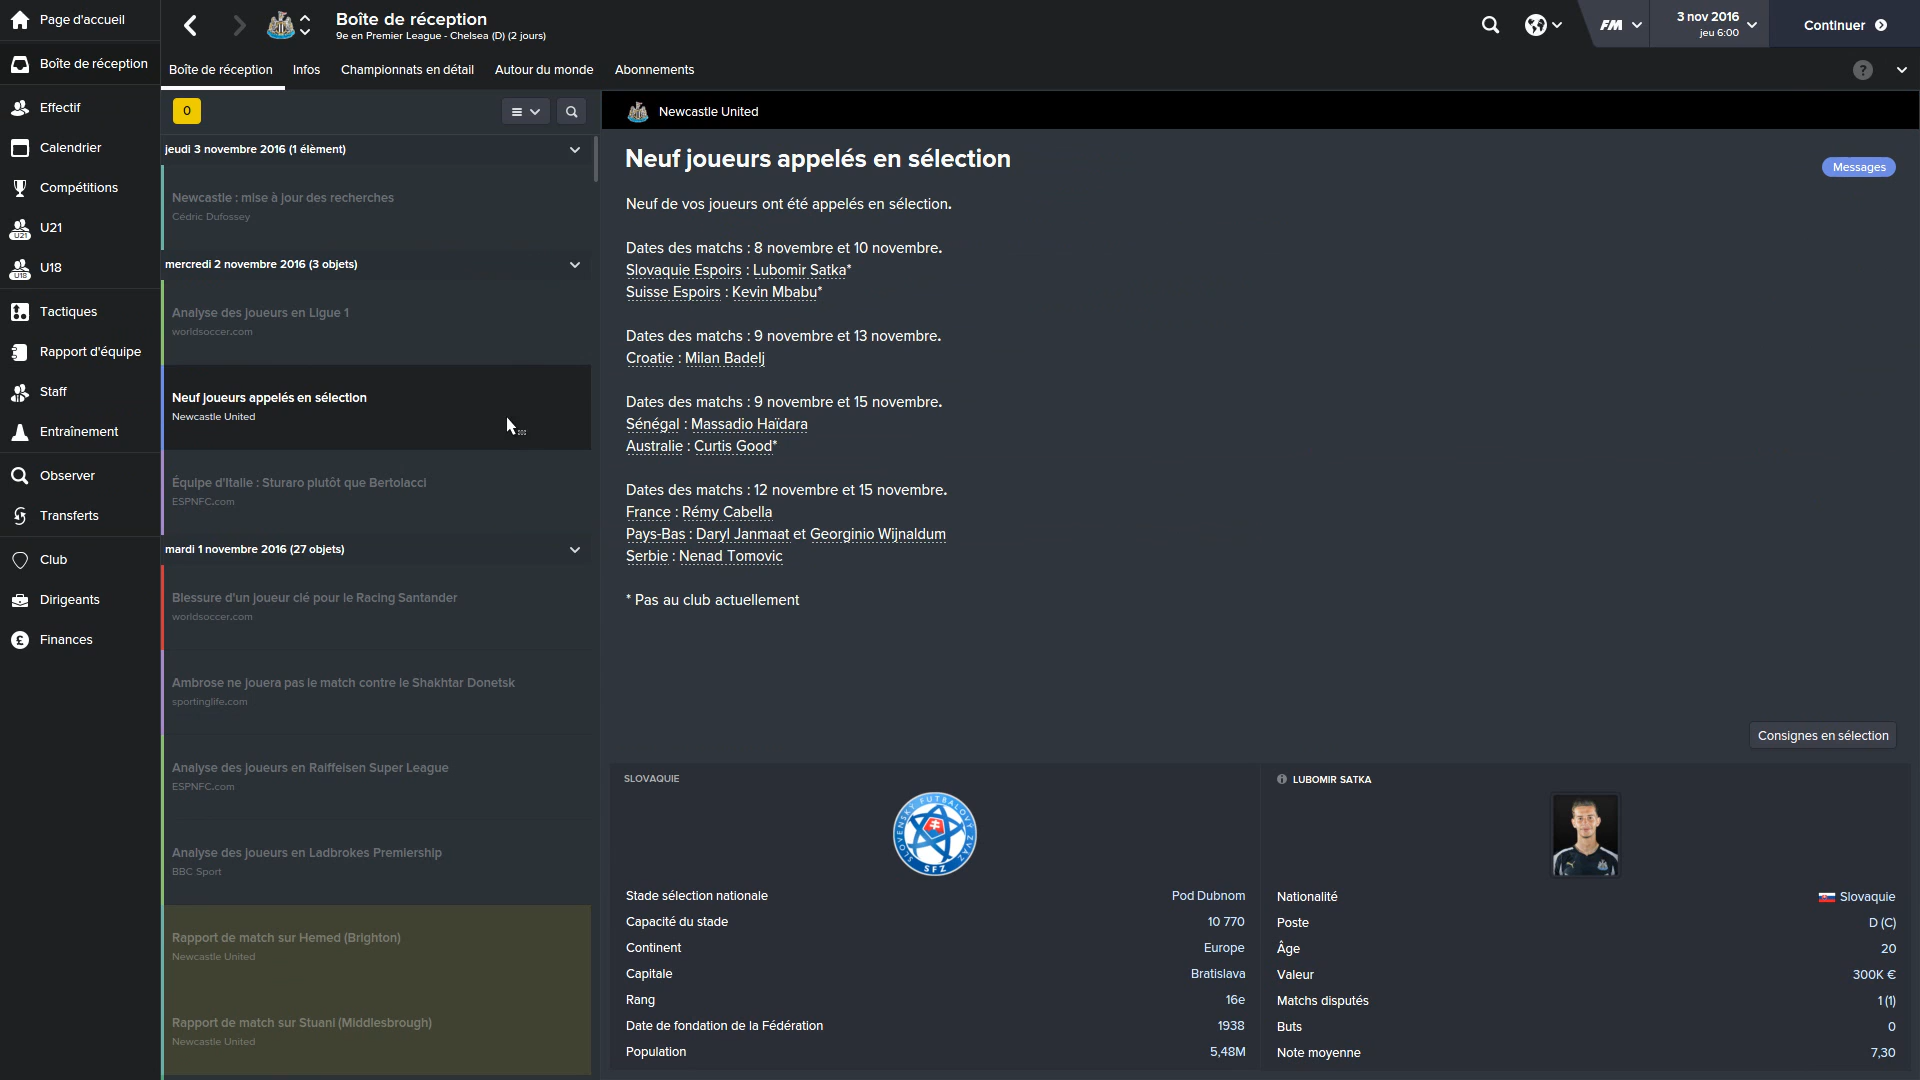 Page d'accueil
Boîte de réception
Effectif
Calendrier
Compétitions
U21
U21
U18
U18
Tactiques
Rapport d'équipe
Staff
Entraînement
Observer
Transferts
Club
Dirigeants
Finances
Boîte de réception
9e en Premier League - Chelsea (D) (2 jours)
FM
3 nov 2016
jeu 6:00
Continuer
Boîte de réception Infos Championnats en détail Autour du monde Abonnements
?
0
jeudi 3 novembre 2016 (1 élèment)
Newcastle : mise à jour des recherches
Cédric Dufossey
mercredi 2 novembre 2016 (3 objets)
Analyse des joueurs en Ligue 1
worldsoccer.com
Neuf joueurs appelés en sélection
Newcastle United
Équipe d'Italie : Sturaro plutôt que Bertolacci
ESPNFC.com
mardi 1 novembre 2016 (27 objets)
Blessure d'un joueur clé pour le Racing Santander
worldsoccer.com
Ambrose ne jouera pas le match contre le Shakhtar Donetsk
sportinglife.com
Analyse des joueurs en Raiffeisen Super League
ESPNFC.com
Analyse des joueurs en Ladbrokes Premiership
BBC Sport
Rapport de match sur Hemed (Brighton)
Newcastle United
Rapport de match sur Stuani (Middlesbrough)
Newcastle United
Newcastle United
Neuf joueurs appelés en sélection
Messages
Neuf de vos joueurs ont été appelés en sélection.
Dates des matchs : 8 novembre et 10 novembre.
Slovaquie Espoirs : Lubomir Satka*
Suisse Espoirs : Kevin Mbabu*
Dates des matchs : 9 novembre et 13 novembre.
Croatie : Milan Badelj
Dates des matchs : 9 novembre et 15 novembre.
Sénégal : Massadio Haïdara
Australie : Curtis Good*
Dates des matchs : 12 novembre et 15 novembre.
France : Rémy Cabella
Pays-Bas : Daryl Janmaat et Georginio Wijnaldum
Serbie : Nenad Tomovic
* Pas au club actuellement
Consignes en sélection
SLOVAQUIE
SLOVENSKÝ FUTBALOVÝ ZVÄZ
SFZ
Stade sélection nationale Pod Dubnom
Capacité du stade 10 770
Continent Europe
Capitale Bratislava
Rang 16e
Date de fondation de la Fédération 1938
Population 5,48M
LUBOMIR SATKA
Nationalité Slovaquie
Poste D (C)
Âge 20
Valeur 300K €
Matchs disputés 1 (1)
Buts 0
Note moyenne 7,30